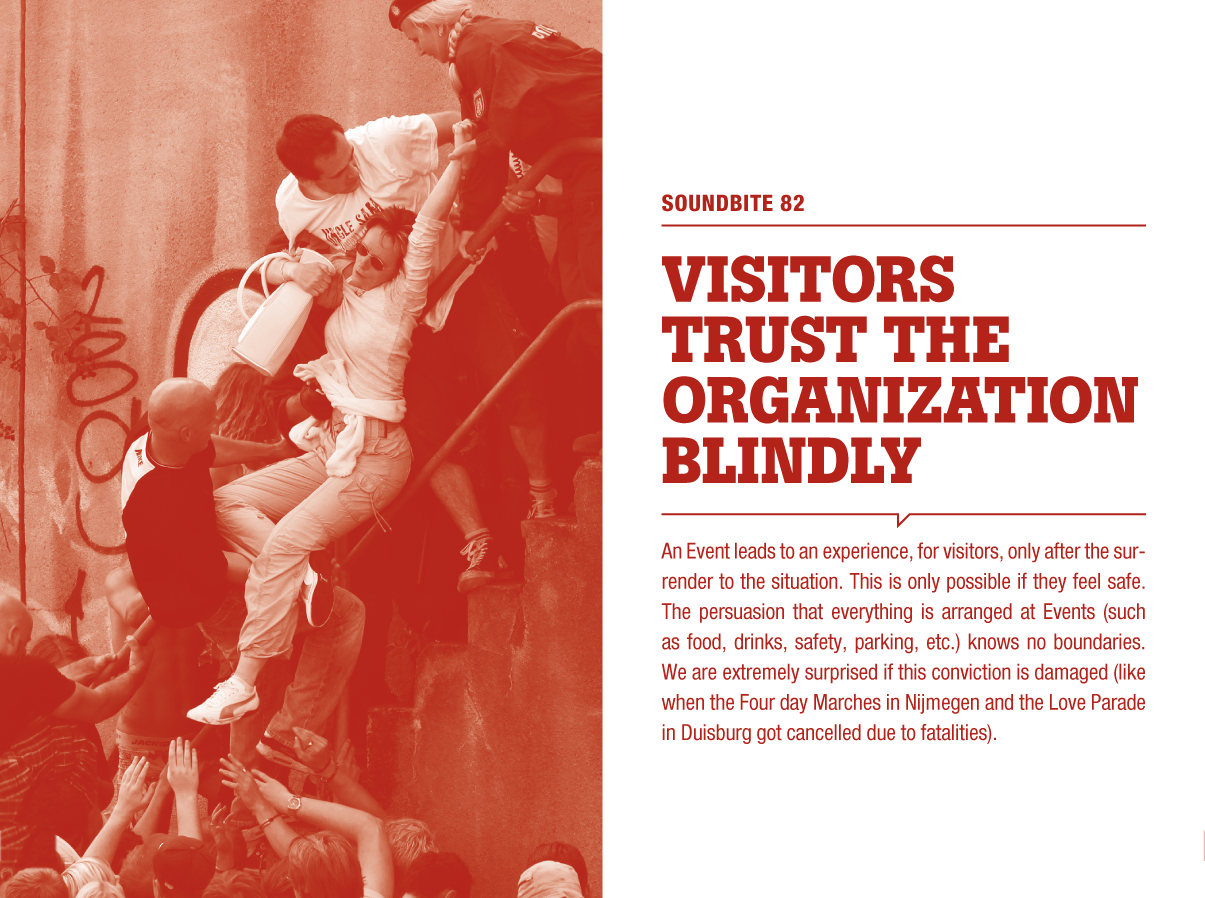 SOUNDBITE 82
VISITORS
TRUST THE
ORGANIZATION
BLINDLY
An Event leads to an experience, for visitors, only after the sur-
render to the situation. This is only possible if they feel safe.
The persuasion that everything is arranged at Events (such
as food, drinks, safety, parking, etc.) knows no boundaries.
We are extremely surprised if this conviction is damaged (like
when the Four day Marches in Nijmegen and the Love Parade
in Duisburg got cancelled due to fatalities).